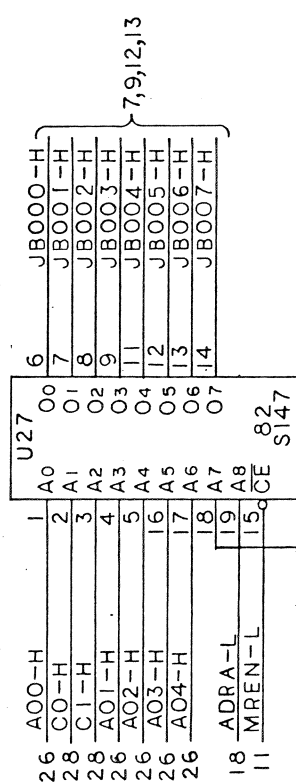 U27
26 A00-H 1 A0 O0 6 JB000-H
28 C0-H 2 A1 O1 7 JB001-H
28 C1-H 3 A2 O2 8 JB002-H
26 A01-H 4 A3 O3 9 JB003-H
26 A02-H 5 A4 O4 11 JB004-H
26 A03-H 16 A5 O5 12 JB005-H
26 A04-H 17 A6 O6 13 JB006-H
18 A7 O7 14 JB007-H
18 ADRA-L 19 A8
11 MREN-L 15 CE
82
S147
7,9,12,13